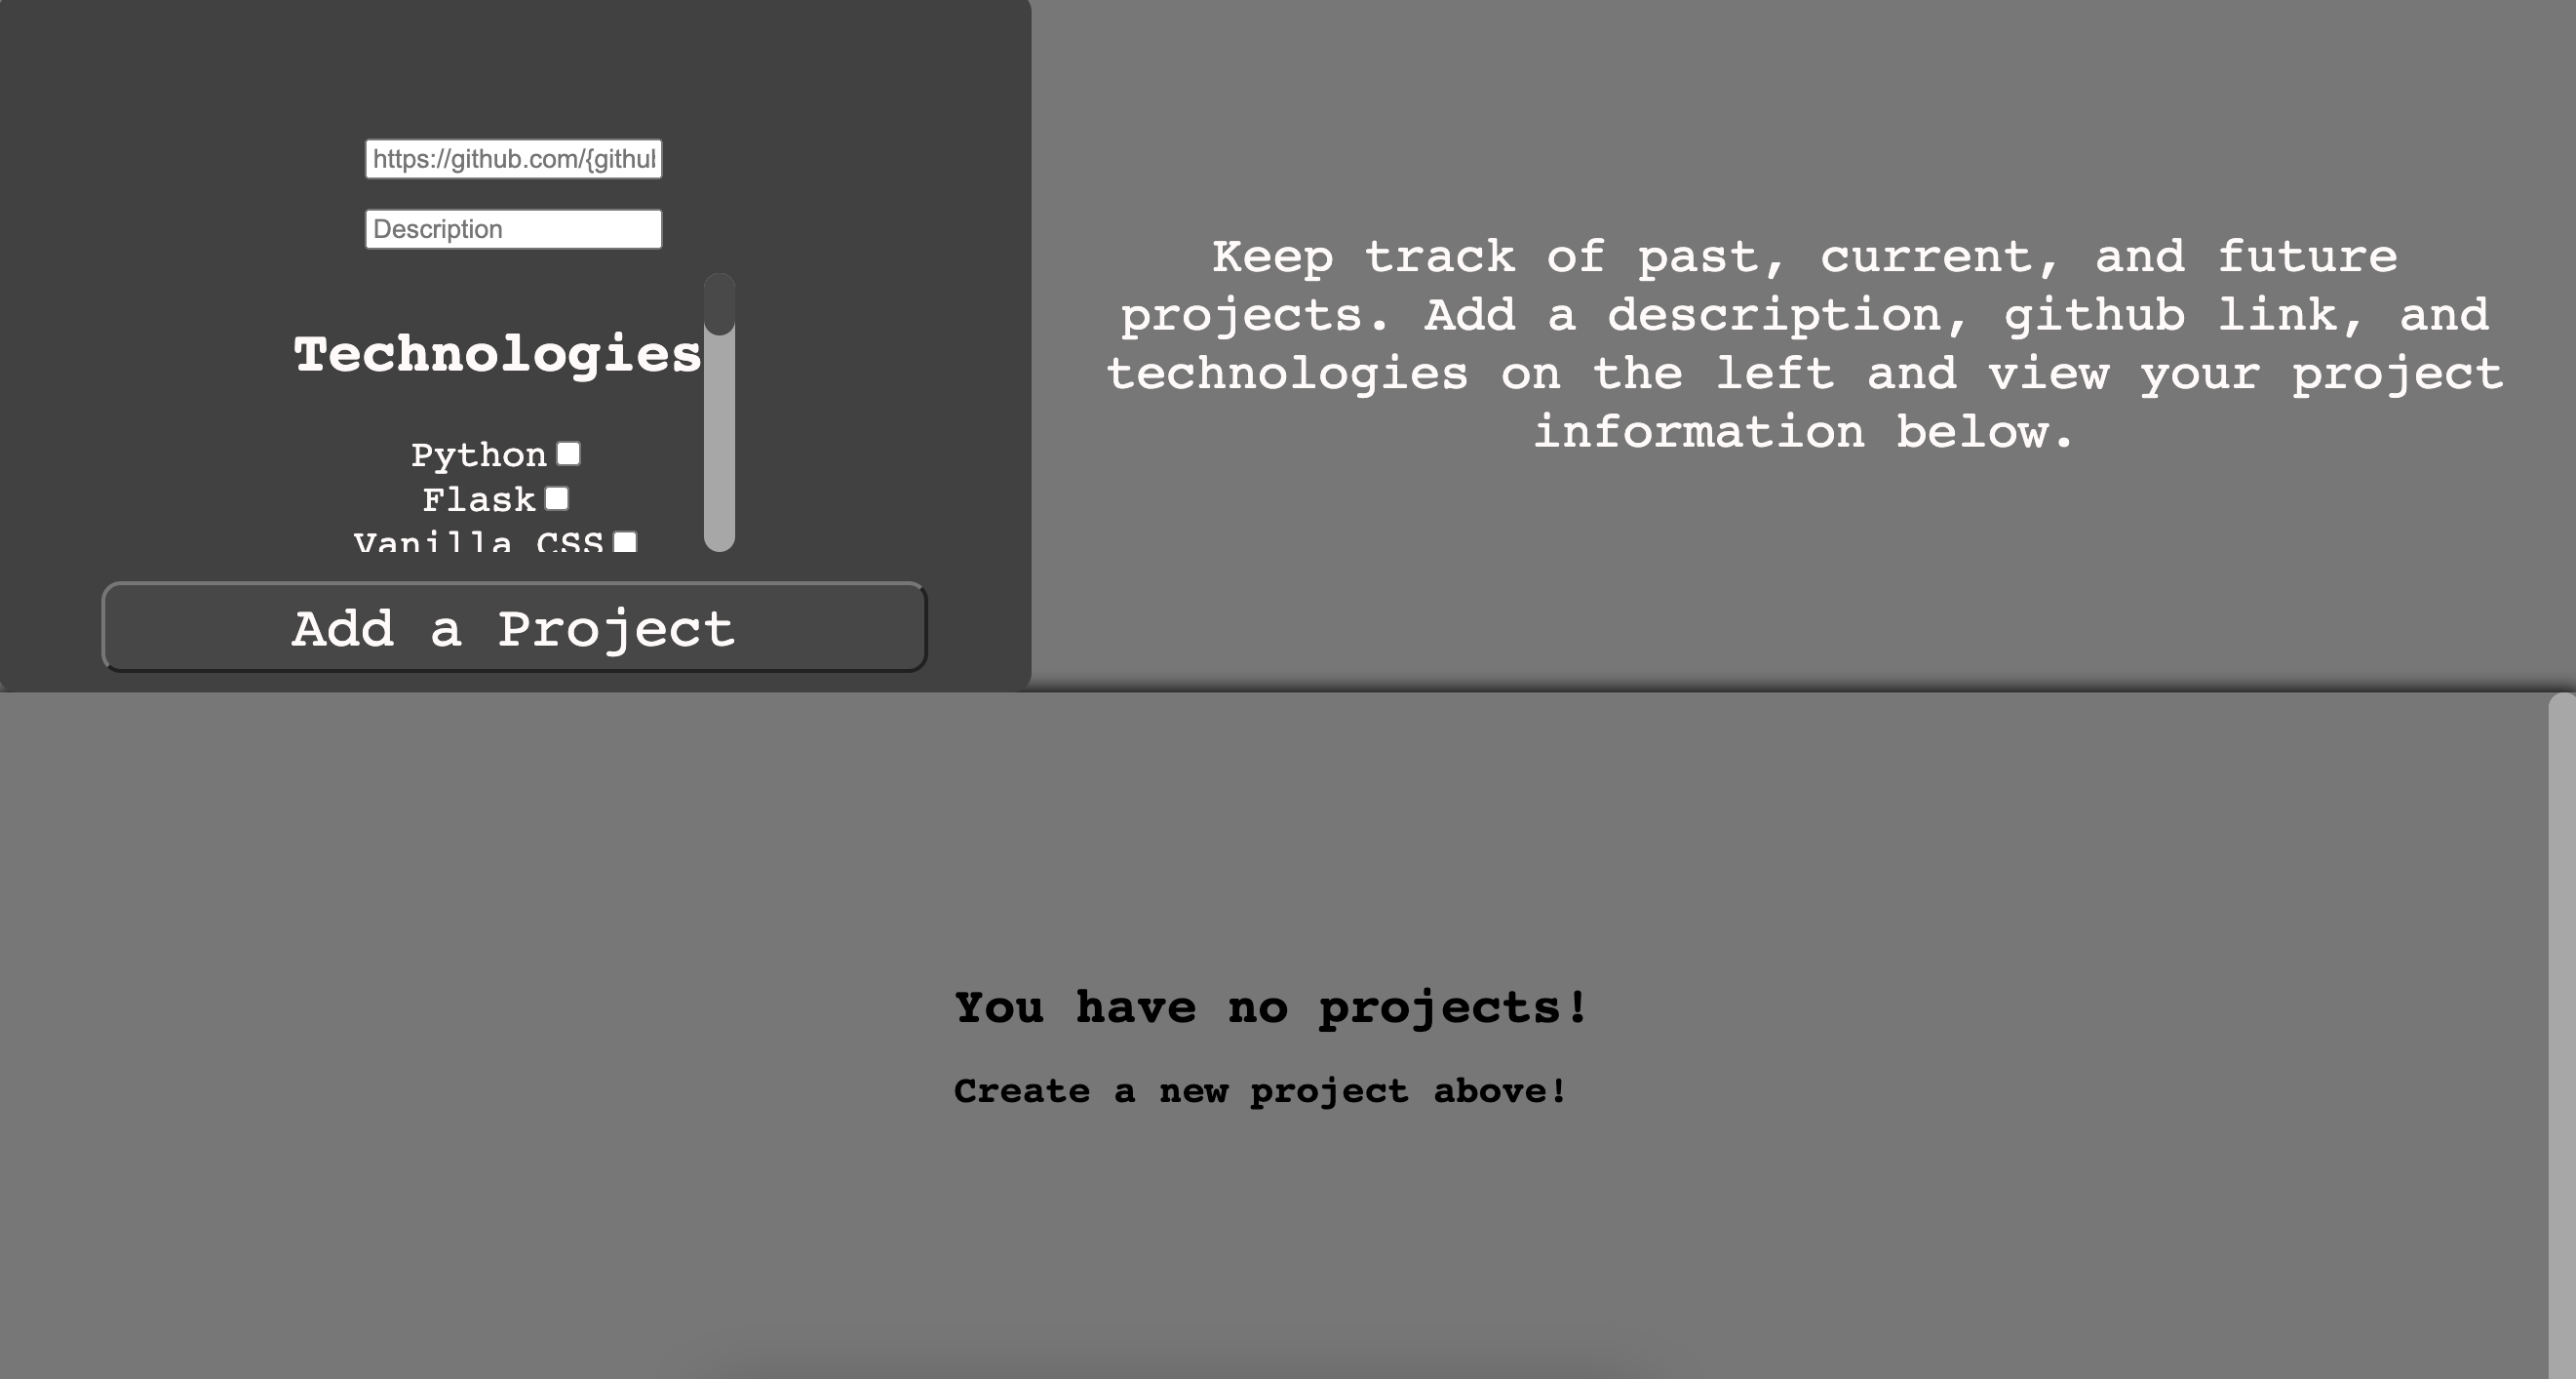 https://github.com/{githul
Description
Technologies
Python
Flask
Vanilla CSS
Add a Project
Keep track of past, current, and future
projects. Add a description, github link, and
technologies on the left and view your project
information below.
You have no projects!
Create a new project above!